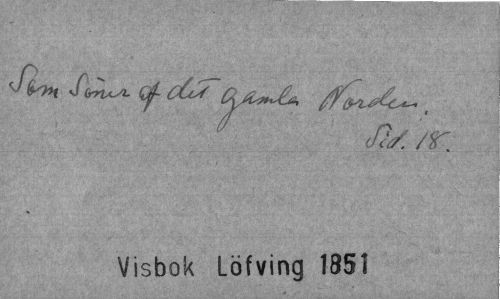 Som Söner af det gamla Norden.
Sid. 18.
Visbok Löfving 1851